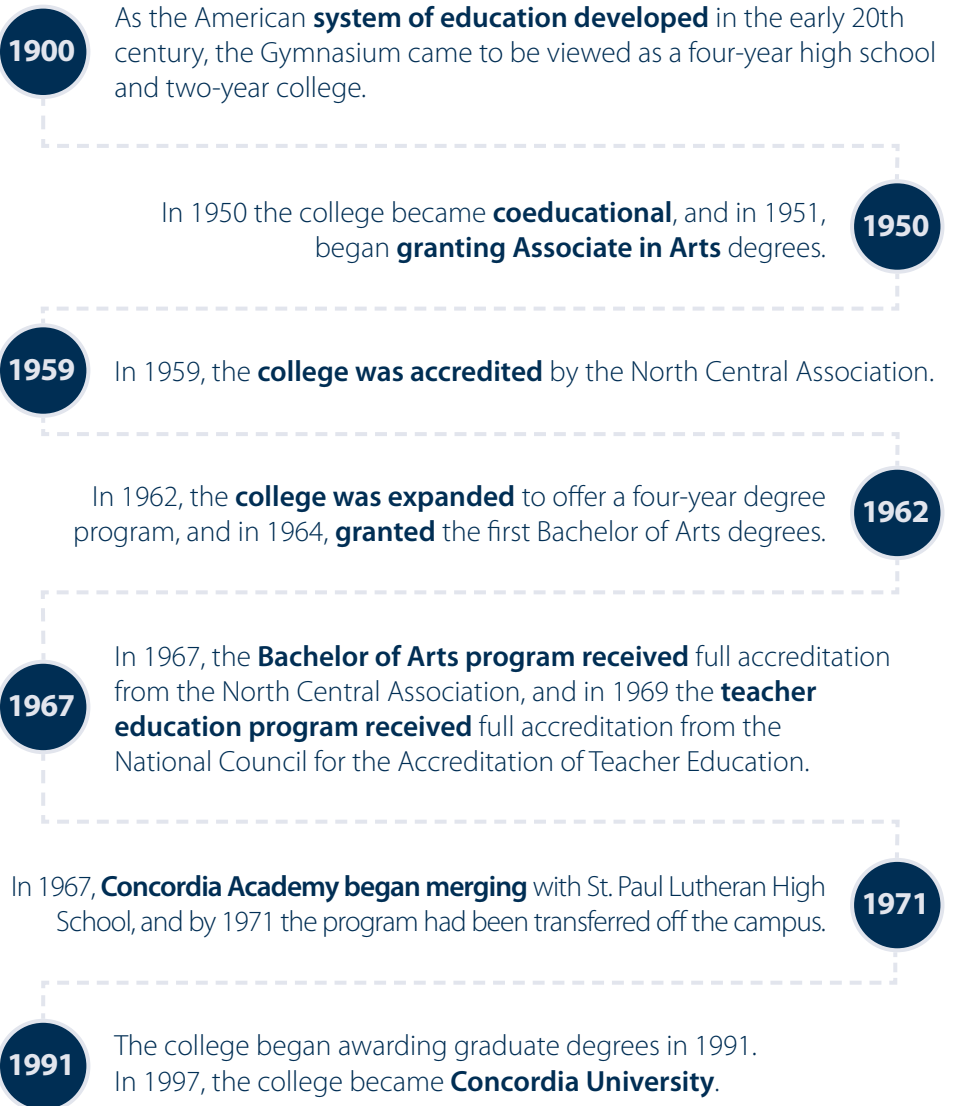 1900
As the American system of education developed in the early 20th
century, the Gymnasium came to be viewed as a four-year high school
and two-year college.
In 1950 the college became coeducational, and in 1951,
began granting Associate in Arts degrees.
1950
1959
In 1959, the college was accredited by the North Central Association.
In 1962, the college was expanded to offer a four-year degree
program, and in 1964, granted the first Bachelor of Arts degrees.
1962
1967
In 1967, the Bachelor of Arts program received full accreditation
from the North Central Association, and in 1969 the teacher
education program received full accreditation from the
National Council for the Accreditation of Teacher Education.
In 1967, Concordia Academy began merging with St. Paul Lutheran High
School, and by 1971 the program had been transferred off the campus.
1971
1991
The college began awarding graduate degrees in 1991.
In 1997, the college became Concordia University.